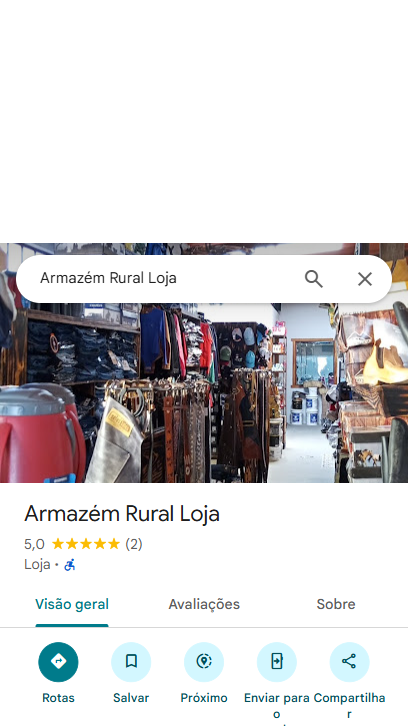 Armazém Rural Loja
Armazém Rural Loja
5,0 (2)
Loja ·
Visão geral Avaliações Sobre
Rotas Salvar Próximo Enviar para o Compartilhar